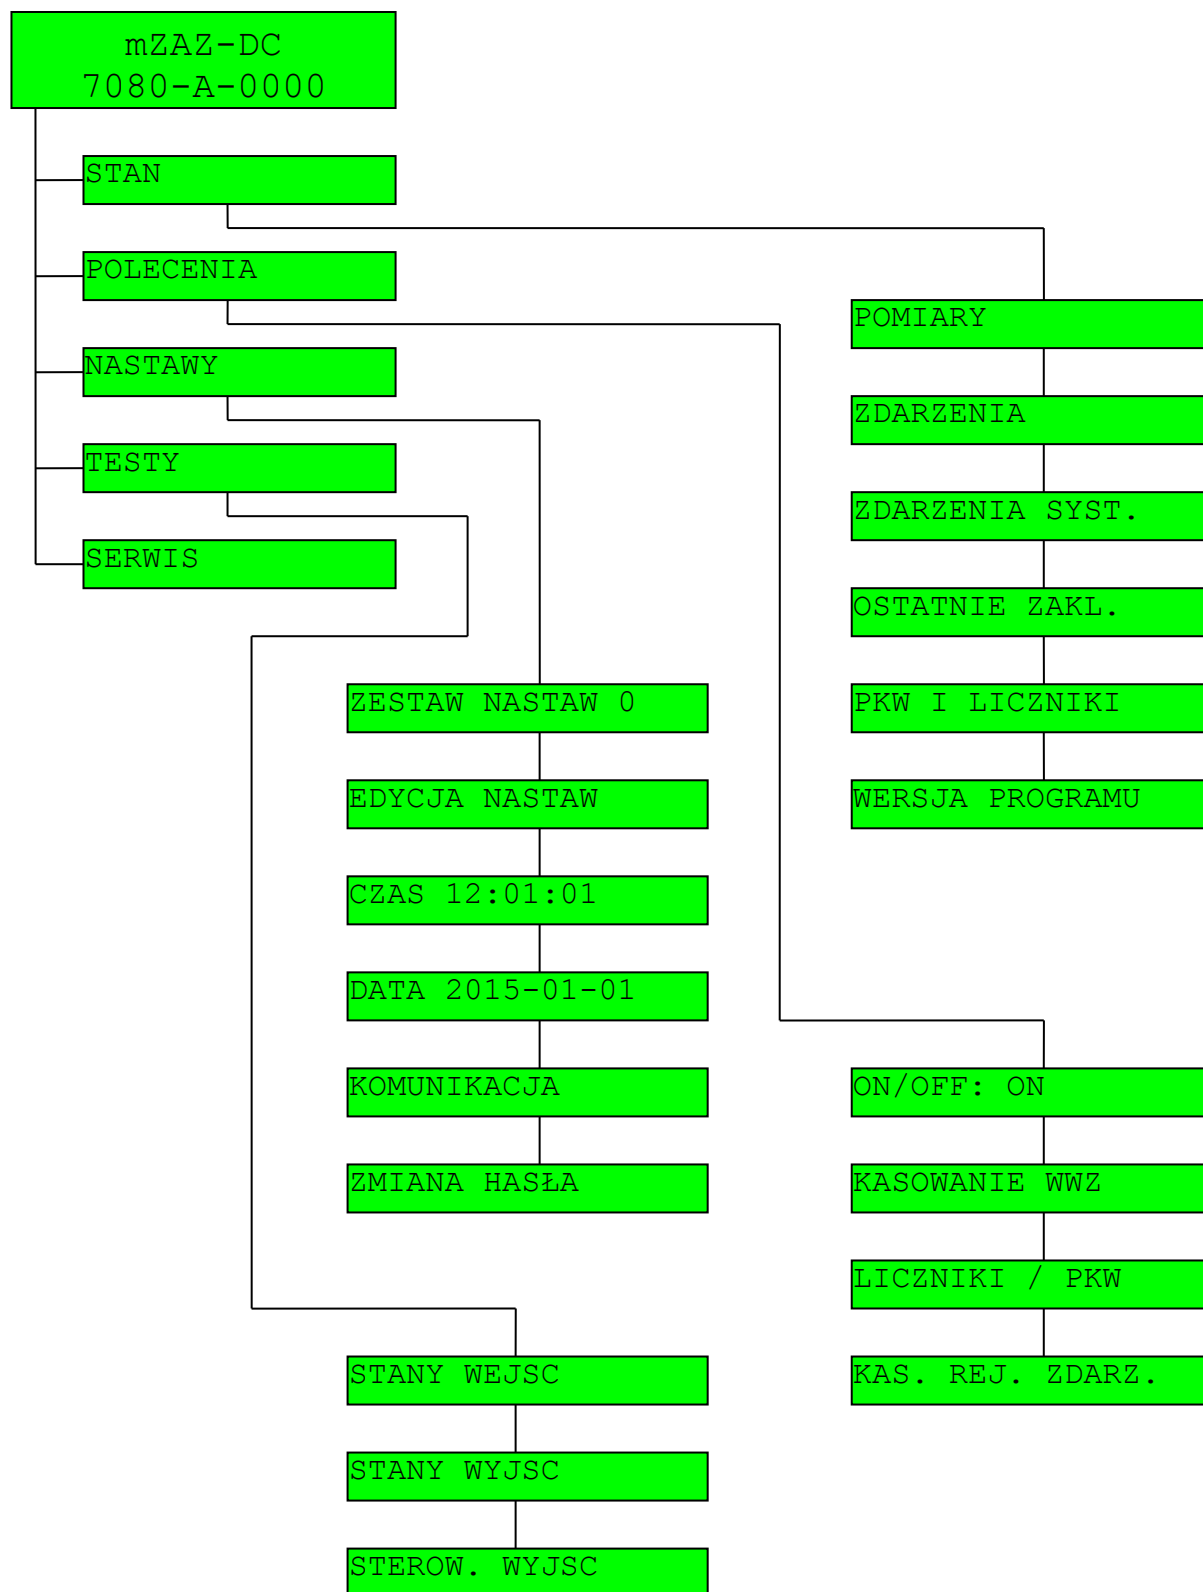 mZAZ-DC
7080-A-0000
STAN
POLECENIA
NASTAWY
TESTY
SERWIS
POMIARY
ZDARZENIA
ZDARZENIA SYST.
OSTATNIE ZAKL.
PKW I LICZNIKI
WERSJA PROGRAMU
ZESTAW NASTAW 0
EDYCJA NASTAW
CZAS 12:01:01
DATA 2015-01-01
KOMUNIKACJA
ZMIANA HASŁA
ON/OFF: ON
KASOWANIE WWZ
LICZNIKI / PKW
KAS. REJ. ZDARZ.
STANY WEJSC
STANY WYJSC
STEROW. WYJSC